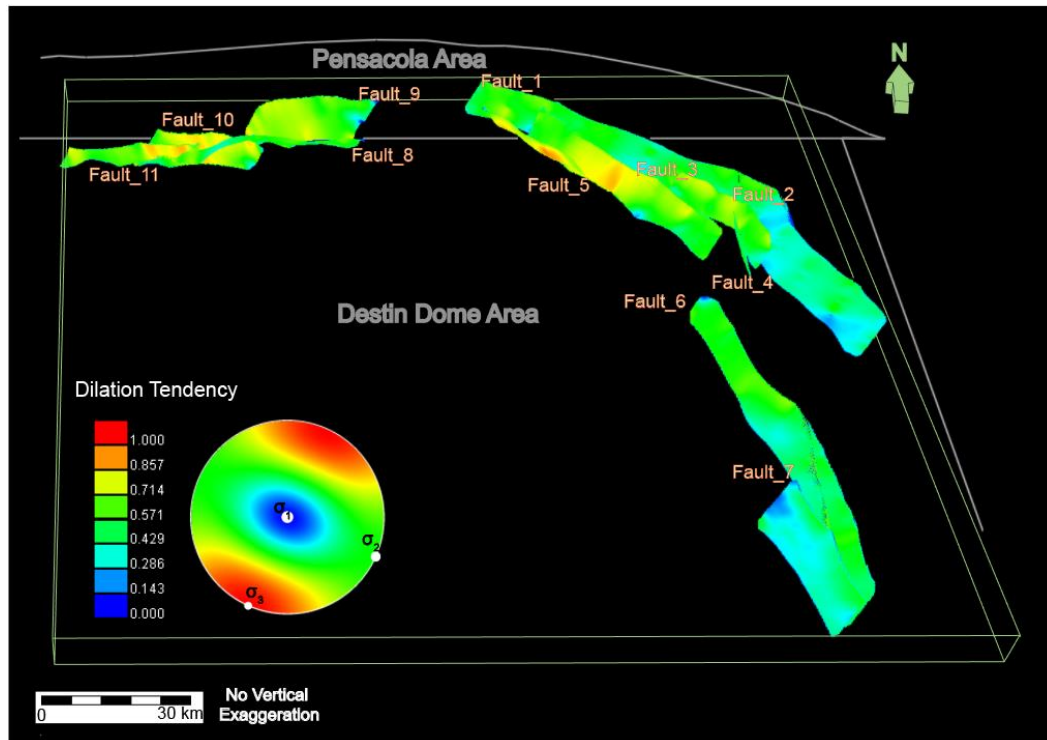 Pensacola Area
N
Fault_1
Fault_9
Fault_10
Fault_8
Fault_11
Fault_3
Fault_5
Fault_2
Fault_4
Fault_6
Destin Dome Area
Dilation Tendency
1.000
0.857
0.714
0.571
0.429
0.286
0.143
0.000
σ1
σ2
σ3
Fault_7
0 30 km
No Vertical
Exaggeration